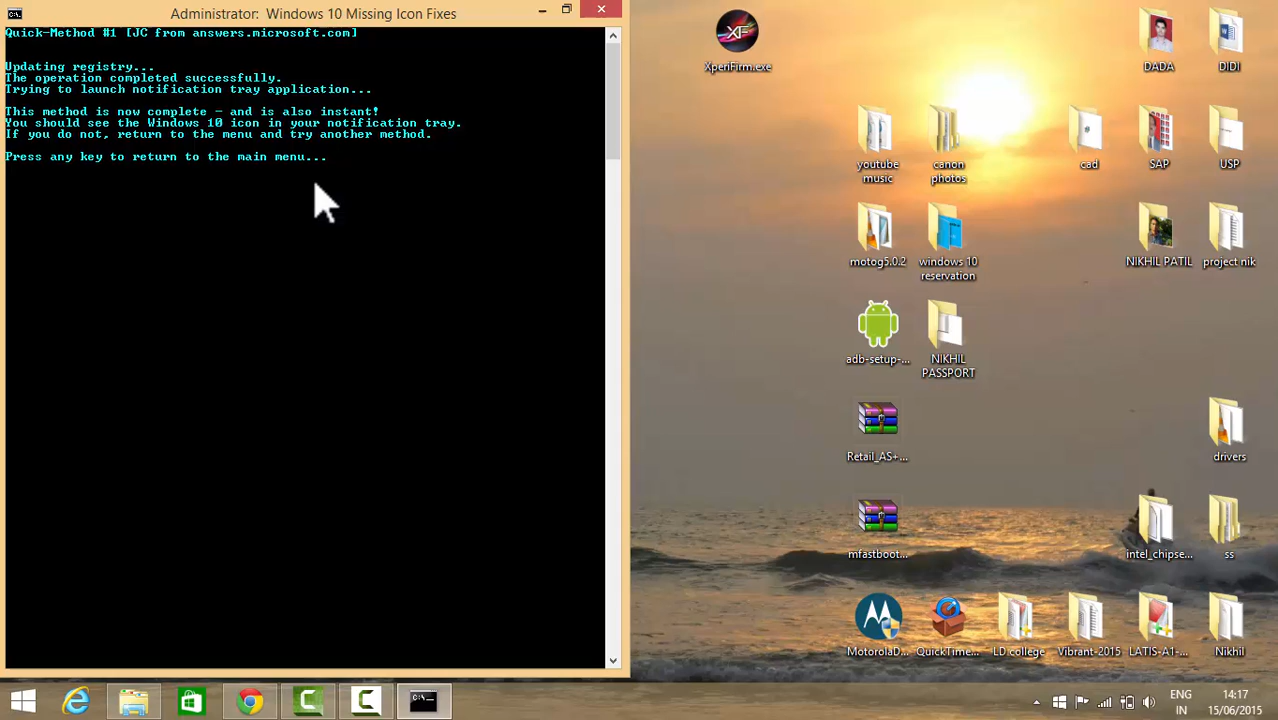 Administrator: Windows 10 Missing Icon Fixes
Quick-Method #1 [JC from answers.microsoft.com]
Updating registry...
The operation completed successfully.
Trying to launch notification tray application...
This method is now complete - and is also instant!
You should see the Windows 10 icon in your notification tray.
If you do not, return to the menu and try another method.
Press any key to return to the main menu...
XperiFirm.exe
DADA
DIDI
youtube music
canon photos
cad
SAP
USP
motog5.0.2
windows 10 reservation
NIKHIL PATIL
project nik
adb-setup-...
NIKHIL PASSPORT
Retail_AS+...
drivers
mfastboot...
intel_chipse...
ss
MotorolaD...
QuickTime...
LD college
Vibrant-2015
LATIS-A1-...
Nikhil
ENG
IN
14:17
15/06/2015